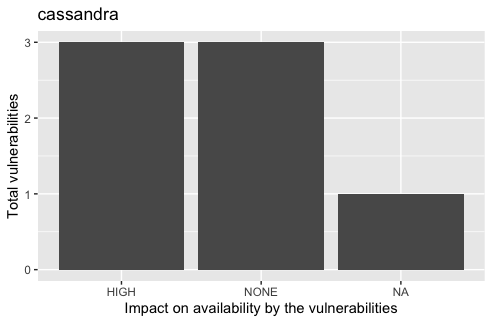 cassandra
Total vulnerabilities
3
2
1
0
HIGH NONE NA
Impact on availability by the vulnerabilities